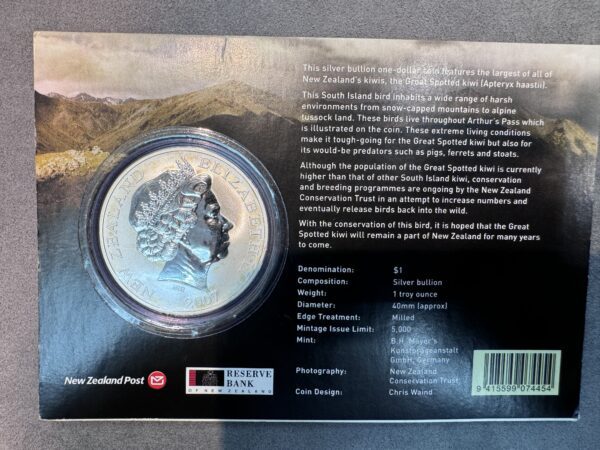 This silver bullion one-dollar coin features the largest of all of
New Zealand's kiwis, the Great Spotted kiwi (Apteryx haastii).
This South Island bird inhabits a wide range of harsh
environments from snow-capped mountains to alpine
tussock land. These birds live throughout Arthur's Pass which
is illustrated on the coin. These extreme living conditions
make it tough-going for the Great Spotted kiwi but also for
its would-be predators such as pigs, ferrets and stoats.
Although the population of the Great Spotted kiwi is currently
higher than that of other South Island kiwi, conservation
and breeding programmes are ongoing by the New Zealand
Conservation Trust in an attempt to increase numbers and
eventually release birds back into the wild.
With the conservation of this bird, it is hoped that the Great
Spotted kiwi will remain a part of New Zealand for many years
to come.
NEW ZEALAND ELIZABETH II
2007
Denomination: $1
Composition: Silver bullion
Weight: 1 troy ounce
Diameter: 40mm (approx)
Edge Treatment: Milled
Mintage Issue Limit: 5,000
Mint: B.H. Mayer's
Kunstprägeanstalt
GmbH, Germany
Photography: New Zealand
Conservation Trust
Coin Design: Chris Waind
New Zealand Post
RESERVE
BANK
OF NEW ZEALAND
9 415599 074454